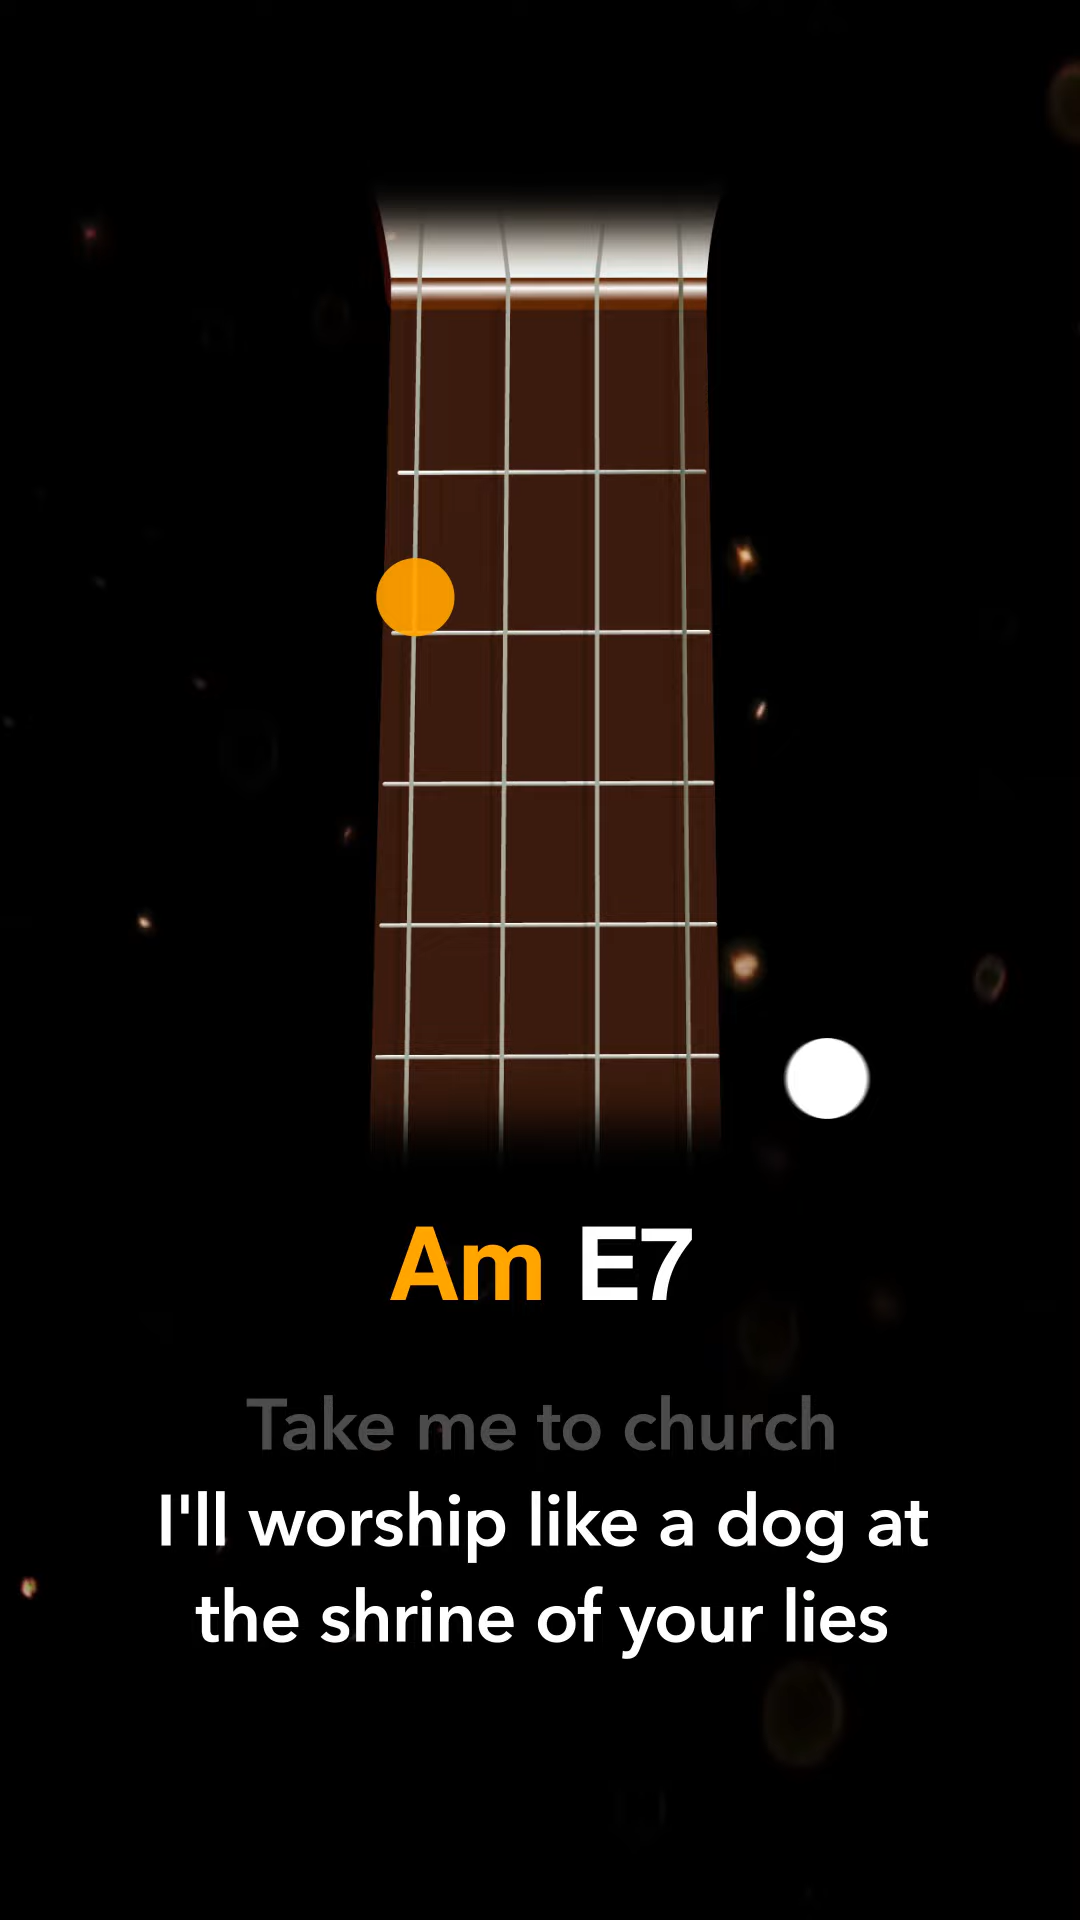 Am E7
Take me to church
I'll worship like a dog at
the shrine of your lies